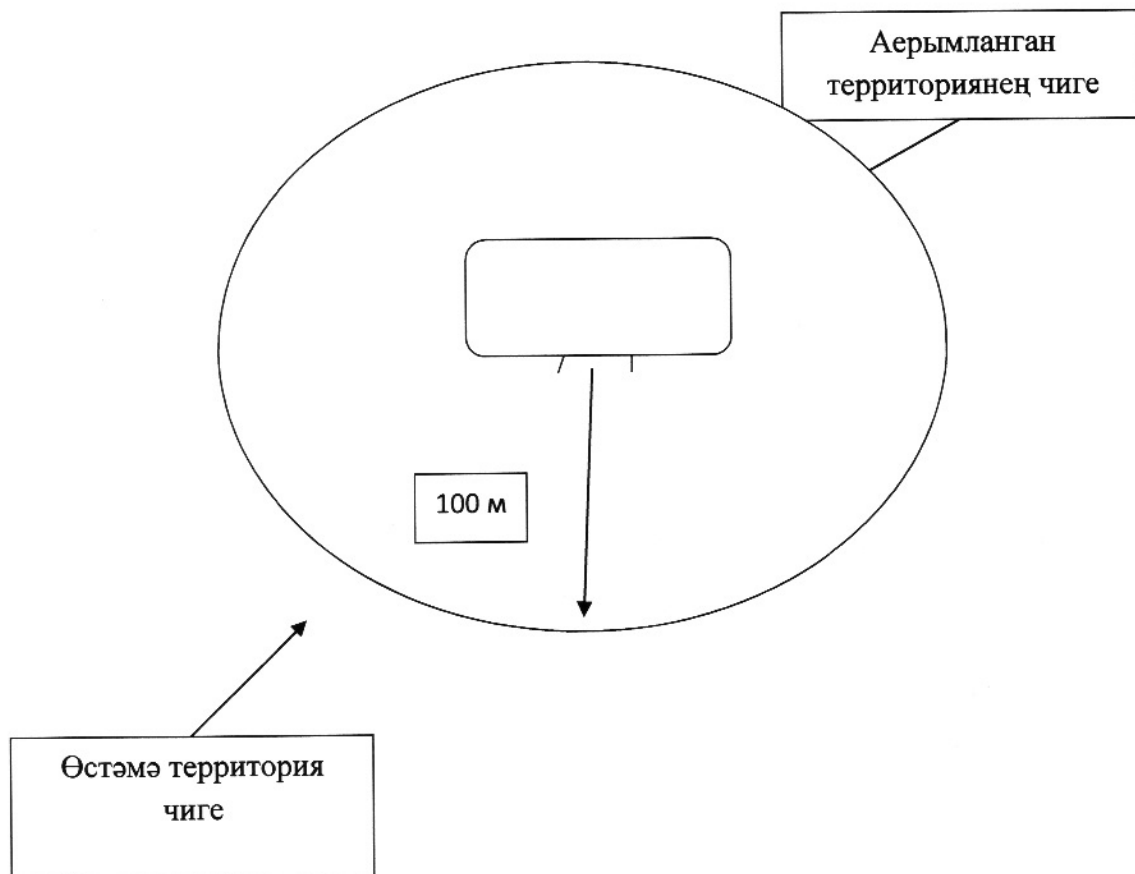 Аерымланган
территориянең чиге
100 м
Өстәмә территория
чиге